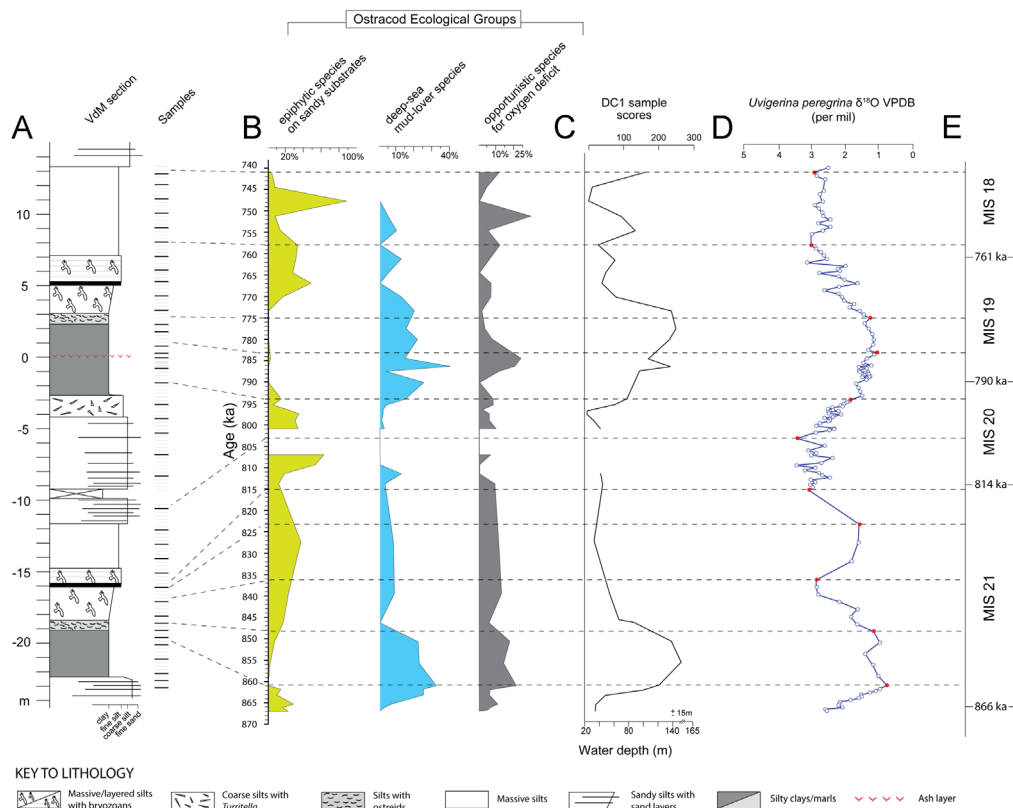 Ostracod Ecological Groups
A
VdM section
Samples
B
epiphytic species
on sandy substrates
deep-sea
mud-lover species
opportunistic species
for oxygen deficit
C
DC1 sample
scores
D
Uvigerina peregrina δ18O VPDB
(per mil)
E
20%
100%
10%
40%
10%
25%
100
200
300
5
4
3
2
1
0
10
5
0
-5
-10
-15
-20
m
clay
fine silt
coarse silt
fine sand
Age (ka)
740
745
750
755
760
765
770
775
780
785
790
795
800
805
810
815
820
825
830
835
840
845
850
855
860
865
870
± 15m
20
80
140
165
Water depth (m)
MIS 18
761 ka
MIS 19
790 ka
MIS 20
814 ka
MIS 21
866 ka
KEY TO LITHOLOGY
Massive/layered silts
with bryozoans
Coarse silts with
Turritella
Silts with
ostreids
Massive silts
Sandy silts with
sand layers
Silty clays/marls
Ash layer